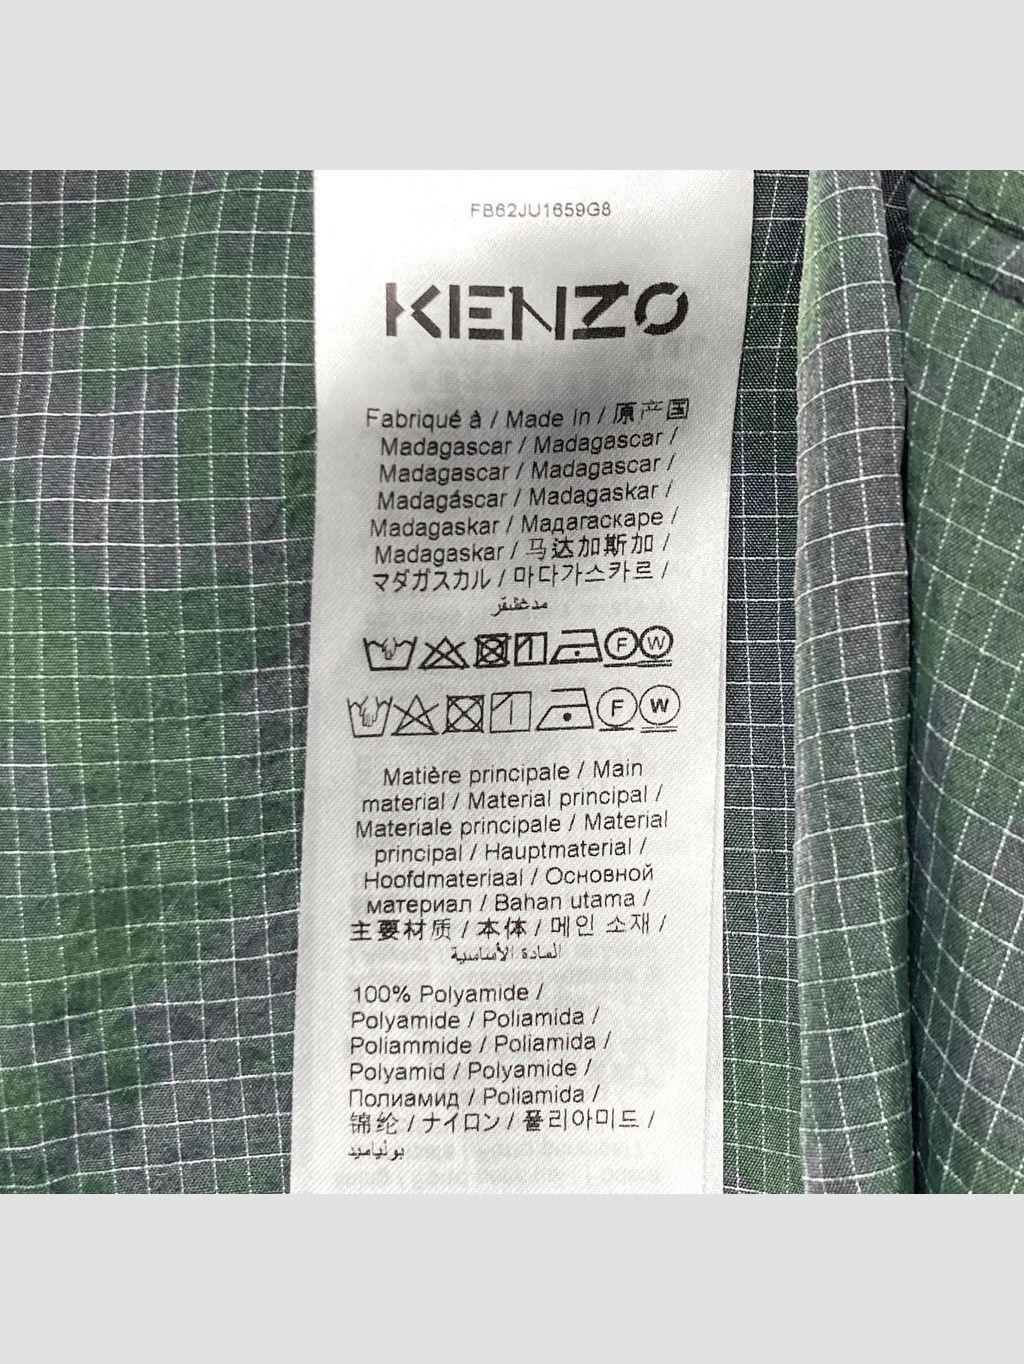 FB62JU1659G8
KENZO
Fabriqué à / Made in / 原产国
Madagascar / Madagascar /
Madagascar / Madagascar /
Madagáscar / Madagaskar /
Madagaskar / Мадагаскаре /
Madagaskar / 马达加斯加 /
マダガスカル / 마다가스카르 /
مدغشقر
F W
F W
Matière principale / Main
material / Material principal /
Materiale principale / Material
principal / Hauptmaterial /
Hoofdmateriaal / Основной
материал / Bahan utama /
主要材质 / 本体 / 메인 소재 /
المادة الأساسية
100% Polyamide /
Polyamide / Poliamida /
Poliammide / Poliamida /
Polyamid / Polyamide /
Полиамид / Poliamida /
锦纶 / ナイロン / 폴리아미드 /
بولياميد